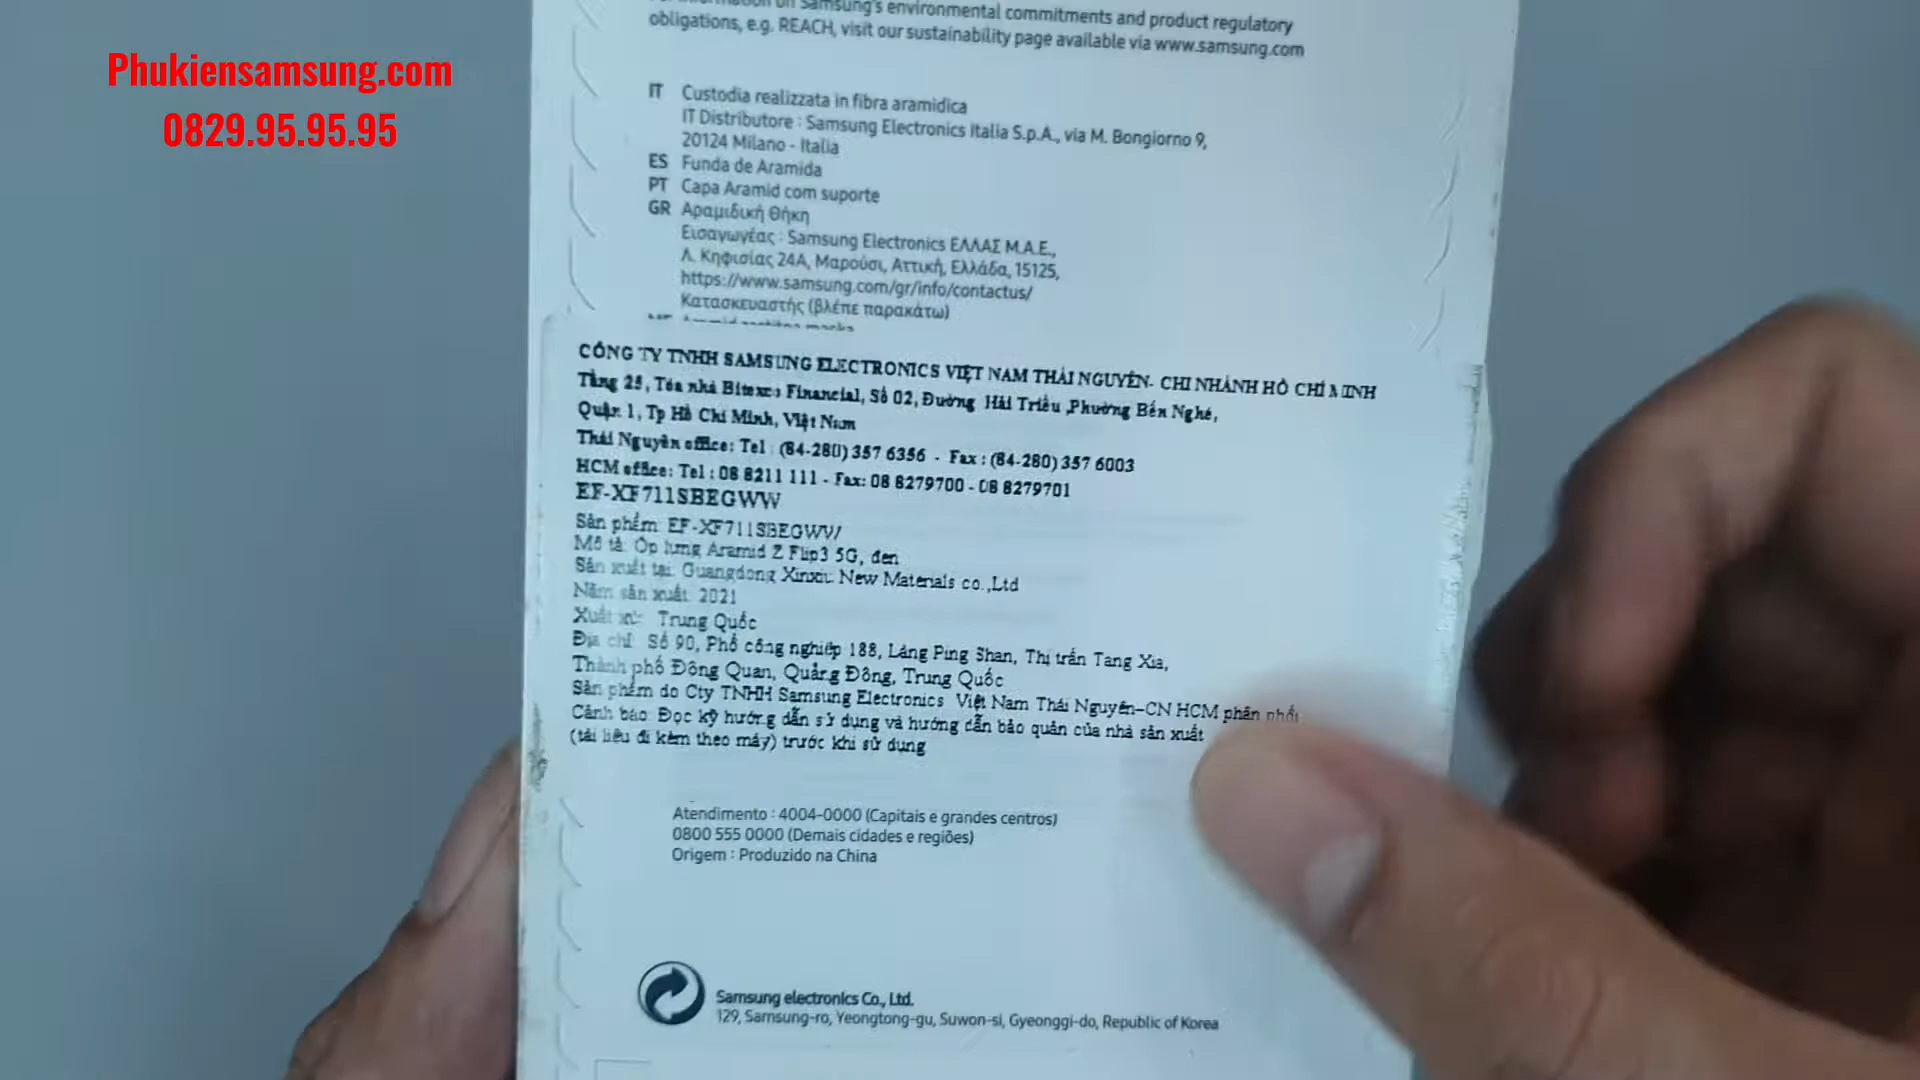 Phukiensamsung.com
0829.95.95.95
on Samsung's environmental commitments and product regulatory
obligations, e.g. REACH, visit our sustainability page available via www.samsung.com
IT Custodia realizzata in fibra aramidica
IT Distributore : Samsung Electronics Italia S.p.A., via M. Bongiorno 9,
20124 Milano - Italia
ES Funda de Aramida
PT Capa Aramid com suporte
GR Αραμιδική Θήκη
Εισαγωγέας : Samsung Electronics ΕΛΛΑΣ Μ.Α.Ε.,
Λ. Κηφισίας 24Α, Μαρούσι, Αττική, Ελλάδα, 15125,
https://www.samsung.com/gr/info/contactus/
Κατασκευαστής (βλέπε παρακάτω)
CÔNG TY TNHH SAMSUNG ELECTRONICS VIỆT NAM THÁI NGUYÊN- CHI NHÁNH HỒ CHÍ MINH
Tầng 25, Tòa nhà Bitexco Financial, Số 02, Đường Hải Triều ,Phường Bến Nghé,
Quận 1, Tp Hồ Chí Minh, Việt Nam
Thái Nguyên office: Tel : (84-280) 357 6356 - Fax : (84-280) 357 6003
HCM office: Tel : 08 8211 111 - Fax: 08 8279700 - 08 8279701
EF-XF711SBEGWW
Sản phẩm: EF-XF711SBEGWW
Mô tả: Ốp lưng Aramid Z Flip3 5G, đen
Sản xuất tại: Guangdong Xinxiu New Materials co.,Ltd
Năm sản xuất: 2021
Xuất xứ: Trung Quốc
Địa chỉ: Số 90, Phố công nghiệp 188, Láng Ping Shan, Thị trấn Tang Xia,
Thành phố Đông Quan, Quảng Đông, Trung Quốc
Sản phẩm do Cty TNHH Samsung Electronics Việt Nam Thái Nguyên–CN HCM phân phối
Cảnh báo: Đọc kỹ hướng dẫn sử dụng và hướng dẫn bảo quản của nhà sản xuất
(tài liệu đi kèm theo máy) trước khi sử dụng
Atendimento : 4004-0000 (Capitais e grandes centros)
0800 555 0000 (Demais cidades e regiões)
Origem : Produzido na China
Samsung electronics Co., Ltd.
129, Samsung-ro, Yeongtong-gu, Suwon-si, Gyeonggi-do, Republic of Korea